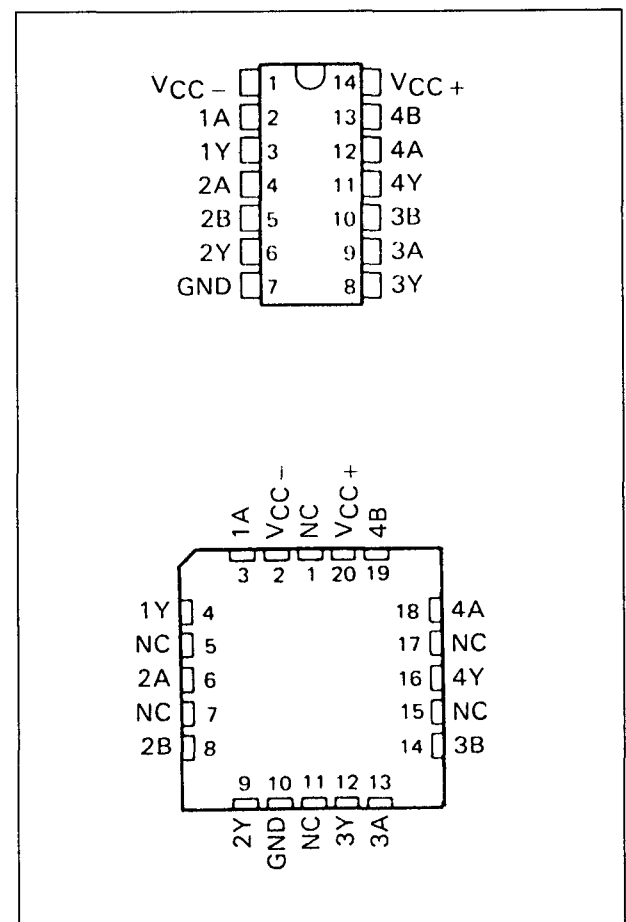 VCC- 1 14 VCC+
1A 2 13 4B
1Y 3 12 4A
2A 4 11 4Y
2B 5 10 3B
2Y 6 9 3A
GND 7 8 3Y
1A VCC- NC VCC+ 4B
3 2 1 20 19
1Y 4 18 4A
NC 5 17 NC
2A 6 16 4Y
NC 7 15 NC
2B 8 14 3B
9 10 11 12 13
2Y GND NC 3Y 3A